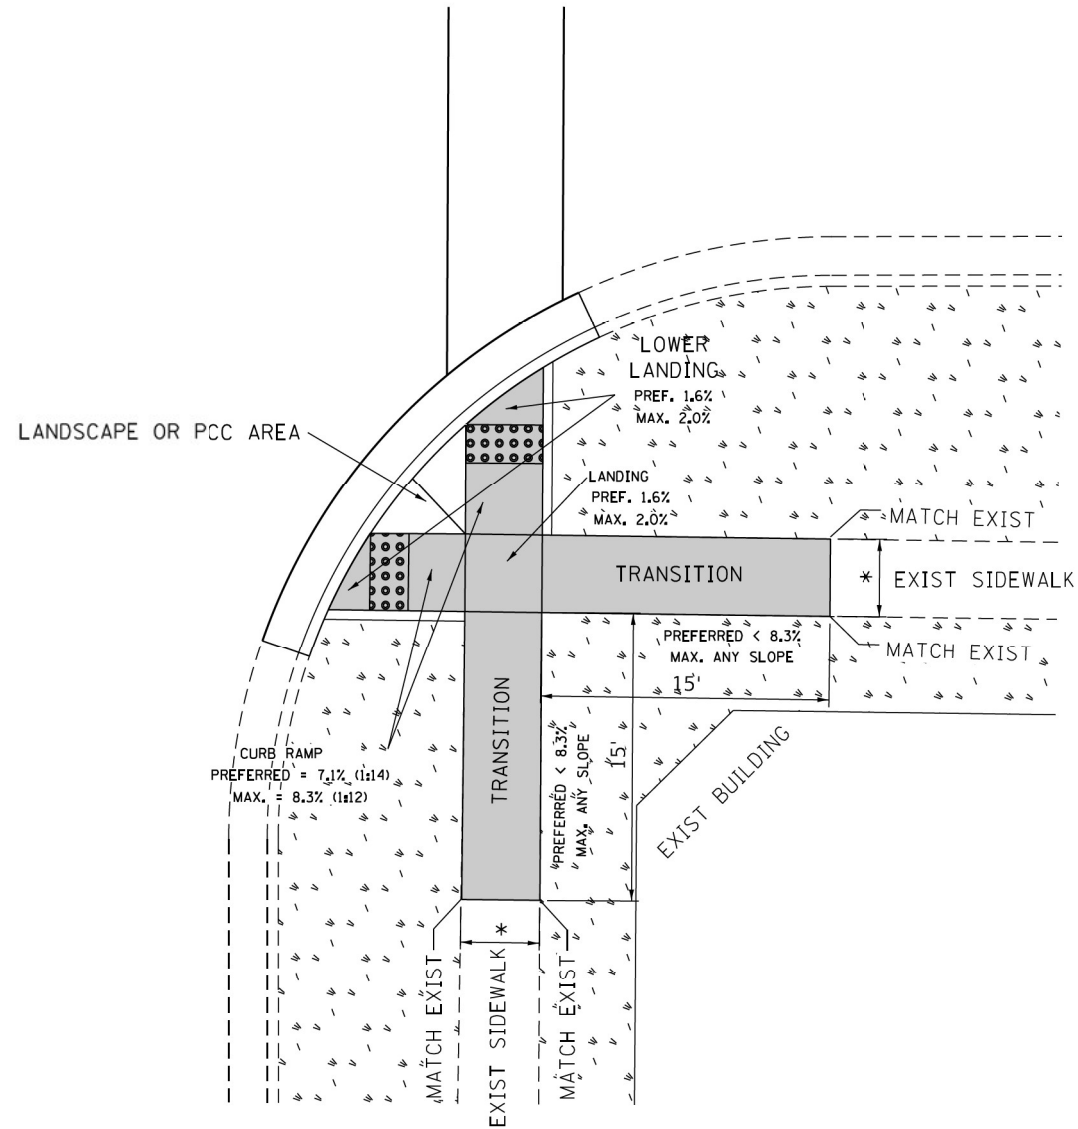 LOWER
LANDING
PREF. 1.6%
MAX. 2.0%
LANDSCAPE OR PCC AREA
LANDING
PREF. 1.6%
MAX. 2.0%
MATCH EXIST
TRANSITION
* EXIST SIDEWALK
PREFERRED < 8.3%
MAX. ANY SLOPE
MATCH EXIST
15'
TRANSITION
PREFERRED < 8.3%
MAX. ANY SLOPE
15'
EXIST BUILDING
CURB RAMP
PREFERRED = 7.1% (1:14)
MAX. = 8.3% (1:12)
MATCH EXIST
EXIST SIDEWALK *
MATCH EXIST